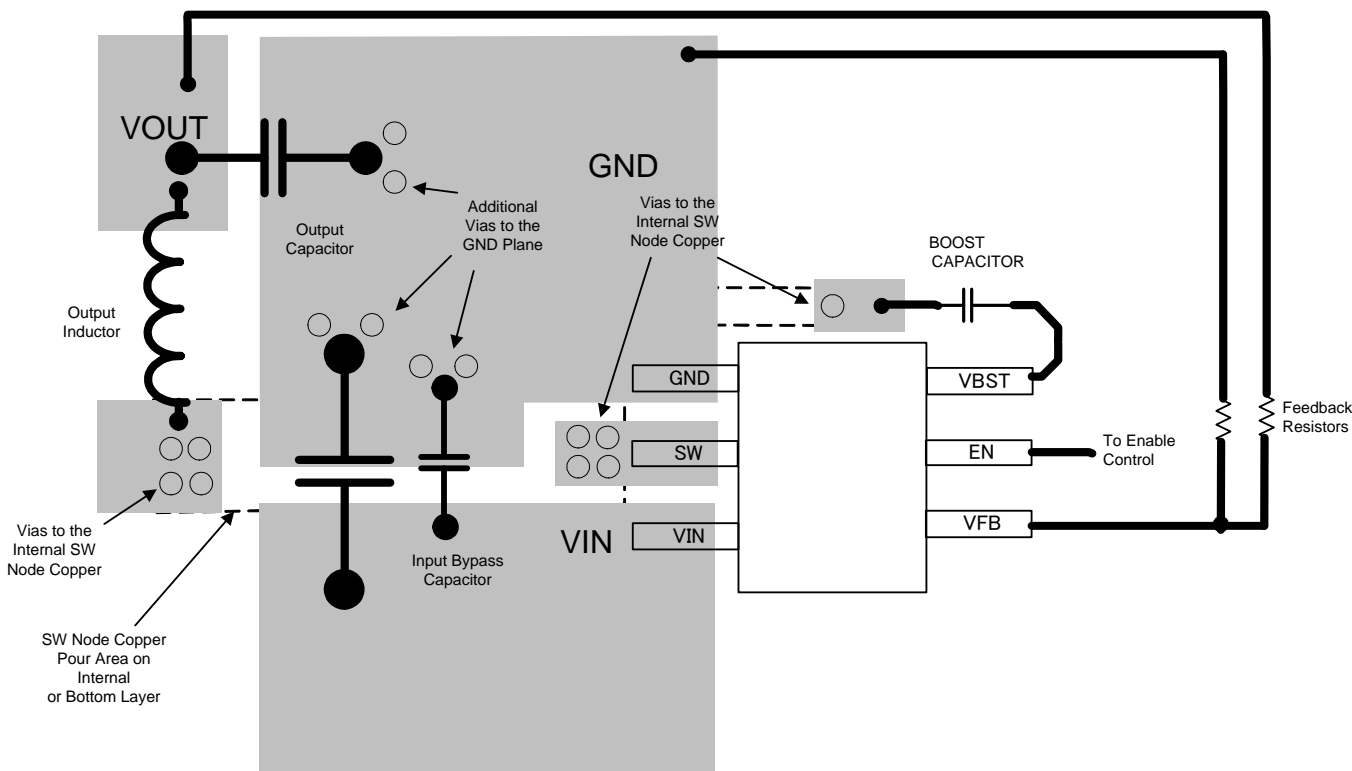 VOUT
GND
Output
Capacitor
Additional
Vias to the
GND Plane
Vias to the
Internal SW
Node Copper
BOOST
CAPACITOR
Output
Inductor
GND
VBST
Feedback
Resistors
SW
EN
To Enable
Control
Vias to the
Internal SW
Node Copper
VIN
VIN
VFB
Input Bypass
Capacitor
SW Node Copper
Pour Area on
Internal
or Bottom Layer